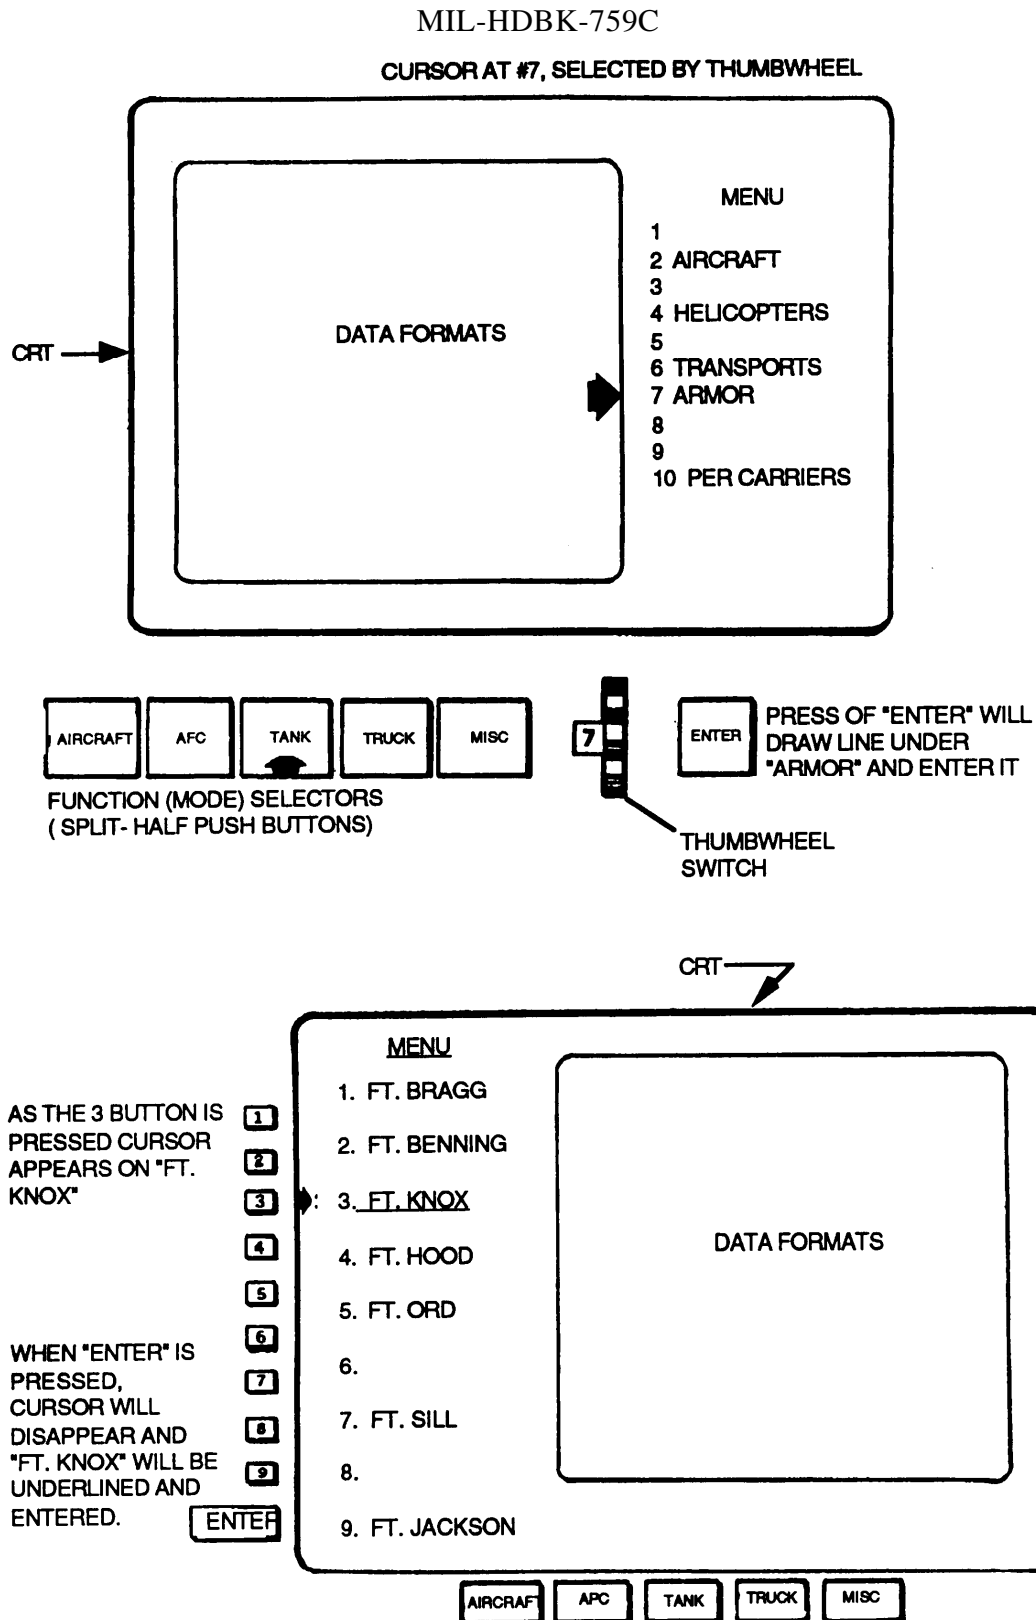 MIL-HDBK-759C
CURSOR AT #7, SELECTED BY THUMBWHEEL
MENU
1
2 AIRCRAFT
3
4 HELICOPTERS
5
6 TRANSPORTS
7 ARMOR
8
9
10 PER CARRIERS
DATA FORMATS
CRT
AIRCRAFT
AFC
TANK
TRUCK
MISC
7
ENTER
PRESS OF "ENTER" WILL
DRAW LINE UNDER
"ARMOR" AND ENTER IT
FUNCTION (MODE) SELECTORS
( SPLIT- HALF PUSH BUTTONS)
THUMBWHEEL
SWITCH
CRT
MENU
1. FT. BRAGG
2. FT. BENNING
3. FT. KNOX
4. FT. HOOD
5. FT. ORD
6.
7. FT. SILL
8.
9. FT. JACKSON
DATA FORMATS
AS THE 3 BUTTON IS
PRESSED CURSOR
APPEARS ON "FT.
KNOX"
1
2
3
4
5
6
7
8
9
WHEN "ENTER" IS
PRESSED,
CURSOR WILL
DISAPPEAR AND
"FT. KNOX" WILL BE
UNDERLINED AND
ENTERED.
ENTER
AIRCRAFT
APC
TANK
TRUCK
MISC